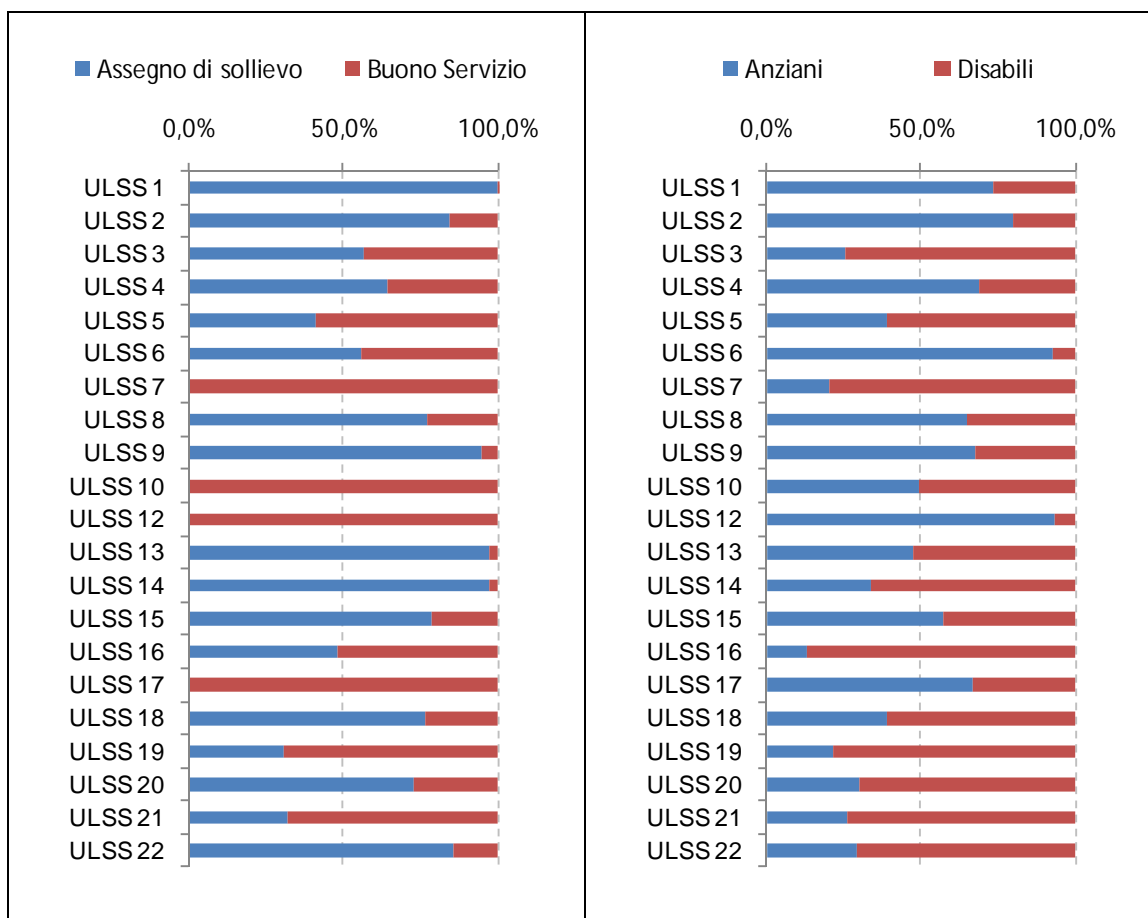 Assegno di sollievo Buono Servizio
0,0% 50,0% 100,0%
ULSS 1
ULSS 2
ULSS 3
ULSS 4
ULSS 5
ULSS 6
ULSS 7
ULSS 8
ULSS 9
ULSS 10
ULSS 12
ULSS 13
ULSS 14
ULSS 15
ULSS 16
ULSS 17
ULSS 18
ULSS 19
ULSS 20
ULSS 21
ULSS 22
Anziani Disabili
0,0% 50,0% 100,0%
ULSS 1
ULSS 2
ULSS 3
ULSS 4
ULSS 5
ULSS 6
ULSS 7
ULSS 8
ULSS 9
ULSS 10
ULSS 12
ULSS 13
ULSS 14
ULSS 15
ULSS 16
ULSS 17
ULSS 18
ULSS 19
ULSS 20
ULSS 21
ULSS 22